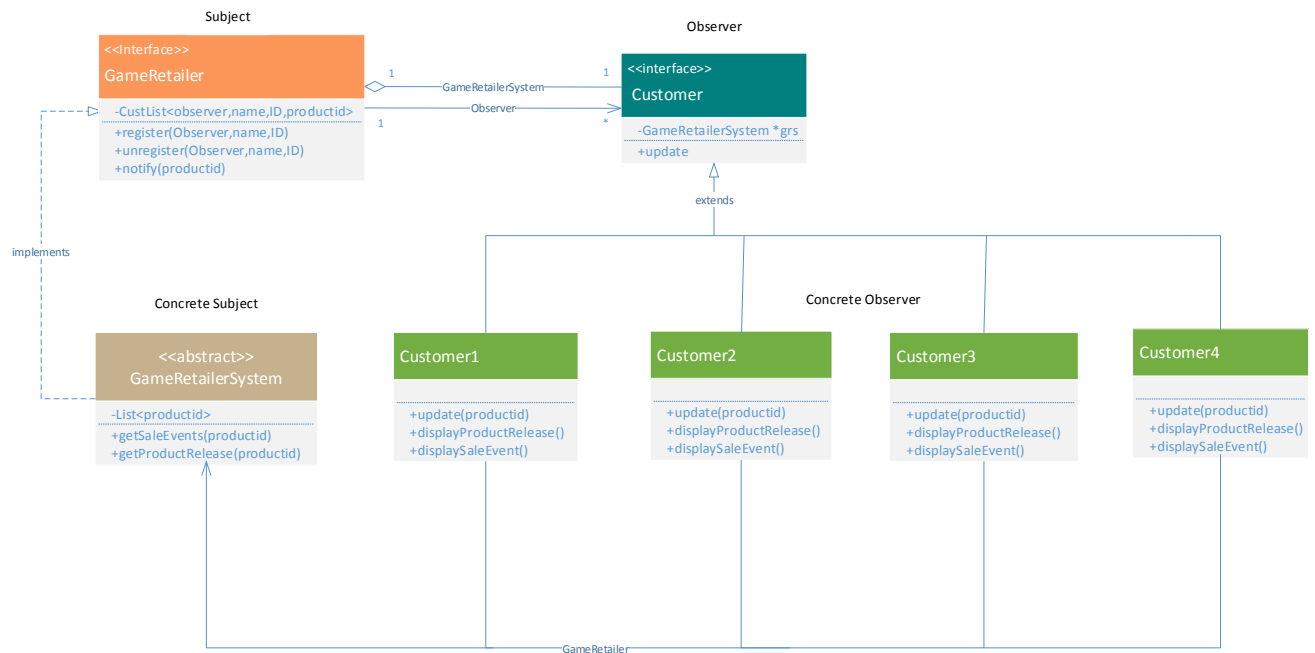 Subject
Observer
<<Interface>>
GameRetailer
-CustList<observer,name,ID,productid>
+register(Observer,name,ID)
+unregister(Observer,name,ID)
+notify(productid)
1
1
GameRetailerSystem
Observer
1
*
<<interface>>
Customer
-GameRetailerSystem *grs
+update
extends
implements
Concrete Subject
Concrete Observer
<<abstract>>
GameRetailerSystem
-List<productid>
+getSaleEvents(productid)
+getProductRelease(productid)
Customer1
+update(productid)
+displayProductRelease()
+displaySaleEvent()
Customer2
+update(productid)
+displayProductRelease()
+displaySaleEvent()
Customer3
+update(productid)
+displayProductRelease()
+displaySaleEvent()
Customer4
+update(productid)
+displayProductRelease()
+displaySaleEvent()
GameRetailer